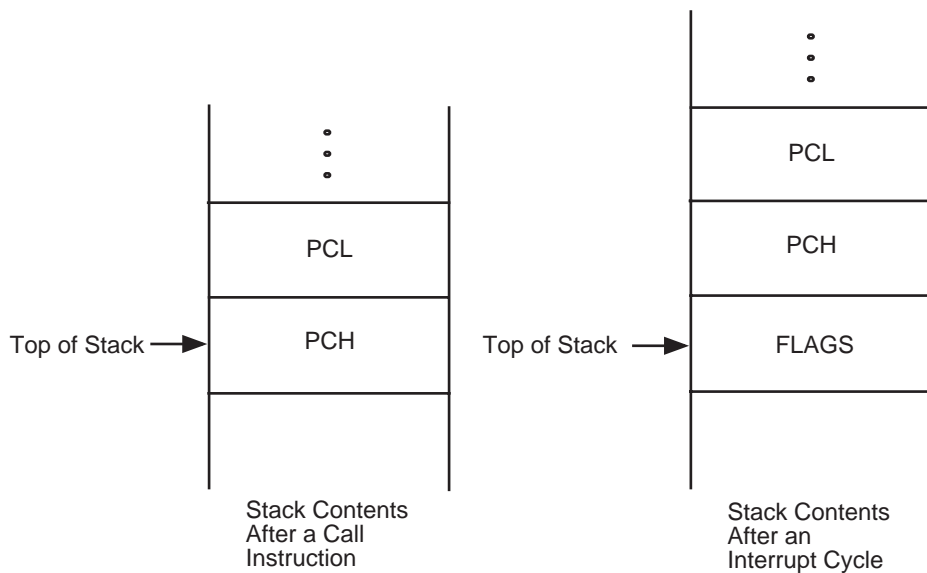 PCL
PCH
Top of Stack
Stack Contents
After a Call
Instruction
PCL
PCH
Top of Stack
FLAGS
Stack Contents
After an
Interrupt Cycle